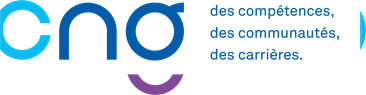 cng
des compétences,
des communautés,
des carrières.